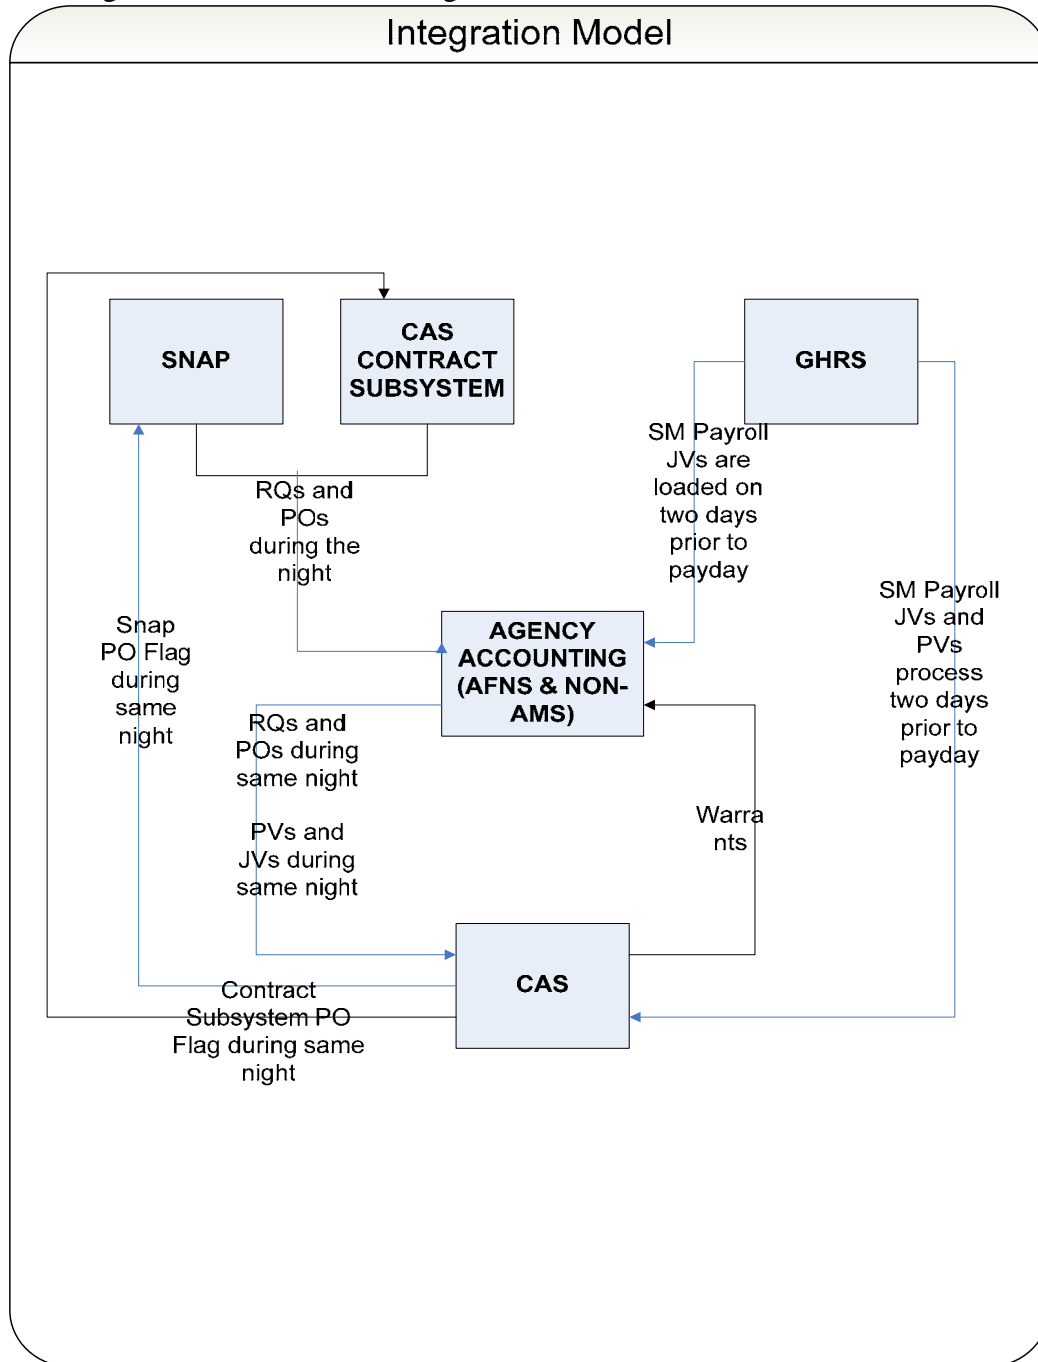 Integration Model
SNAP
CAS
CONTRACT
SUBSYSTEM
GHRS
SM Payroll
JVs are
loaded on
two days
prior to
payday
RQs and
POs
during the
night
SM Payroll
JVs and
PVs
process
two days
prior to
payday
Snap
PO Flag
during
same
night
AGENCY
ACCOUNTING
(AFNS & NON-
AMS)
RQs and
POs during
same night
PVs and
JVs during
same night
Warra
nts
CAS
Contract
Subsystem PO
Flag during same
night